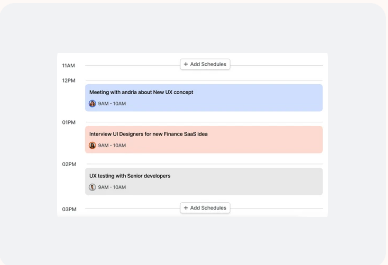 11AM
+ Add Schedules
12PM
Meeting with andria about New UX concept
9AM - 10AM
01PM
Interview UI Designers for new Finance SaaS idea
9AM - 10AM
02PM
UX testing with Senior developers
9AM - 10AM
03PM
+ Add Schedules